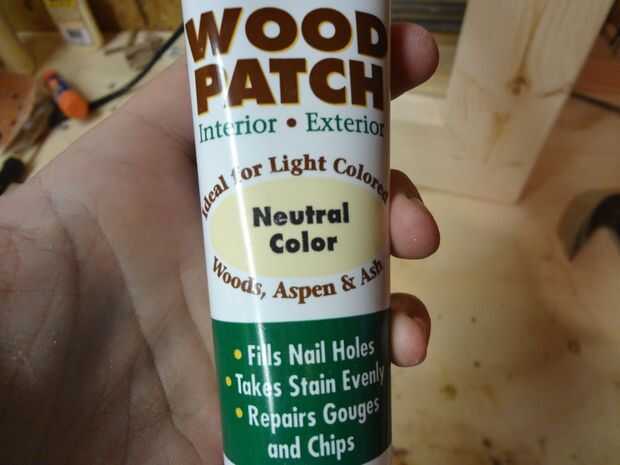 WOOD
PATCH
Interior • Exterior
Ideal for Light Colored
Neutral
Color
Woods, Aspen & Ash
• Fills Nail Holes
• Takes Stain Evenly
• Repairs Gouges
and Chips